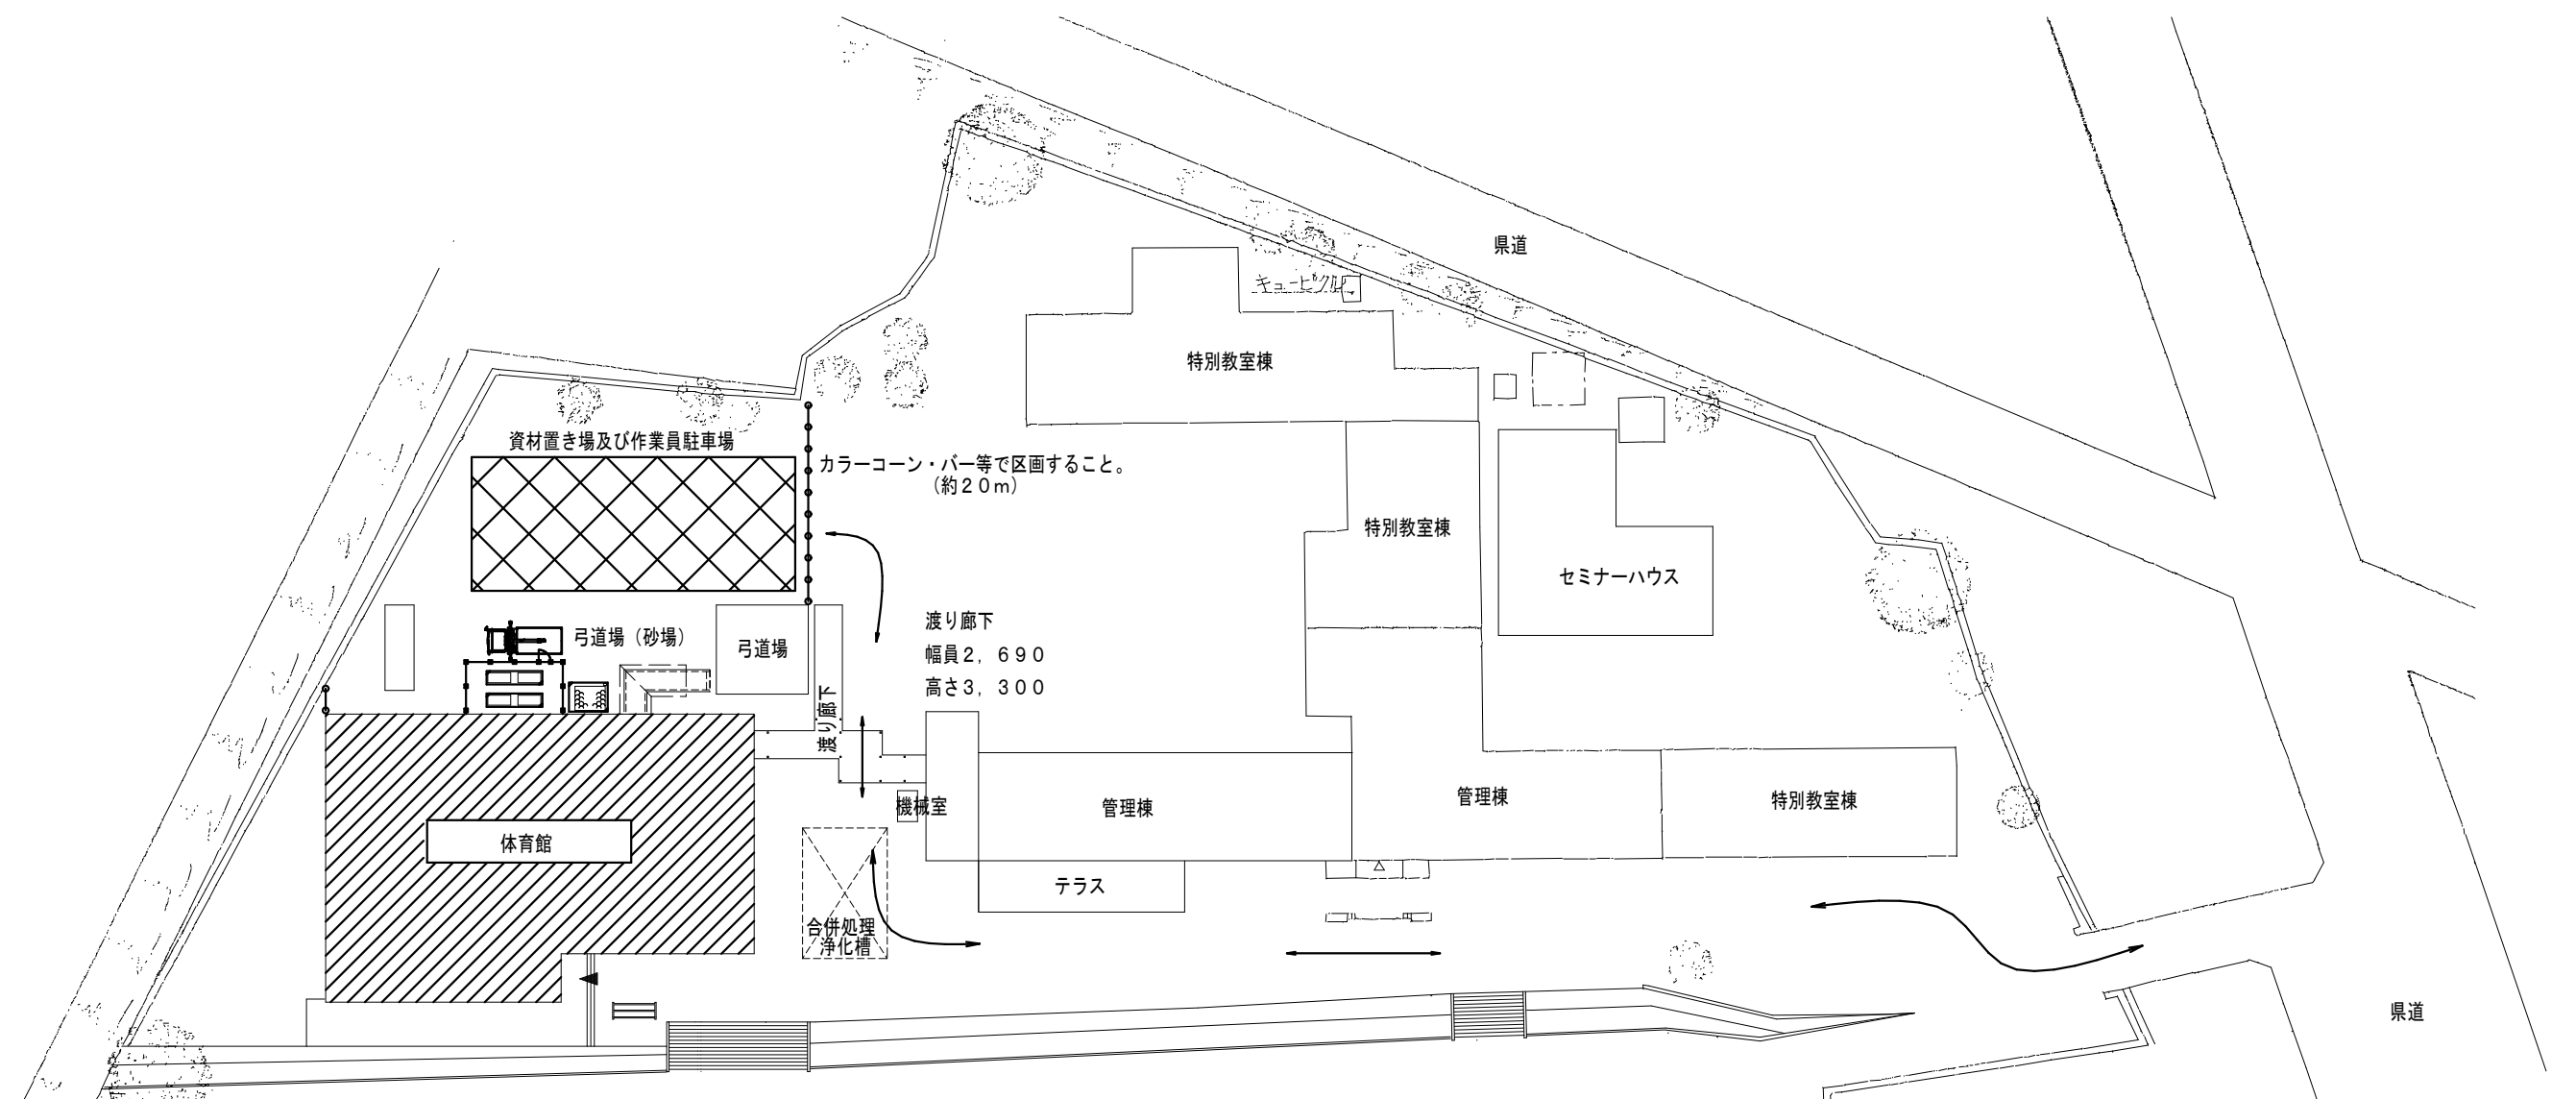 県道
キュービクル
特別教室棟
資材置き場及び作業員駐車場
カラーコーン・バー等で区画すること。
(約20m)
特別教室棟
セミナーハウス
弓道場（砂場）
弓道場
渡り廊下
幅員2,690
高さ3,300
渡り廊下
機械室
管理棟
管理棟
特別教室棟
体育館
テラス
合併処理
浄化槽
県道